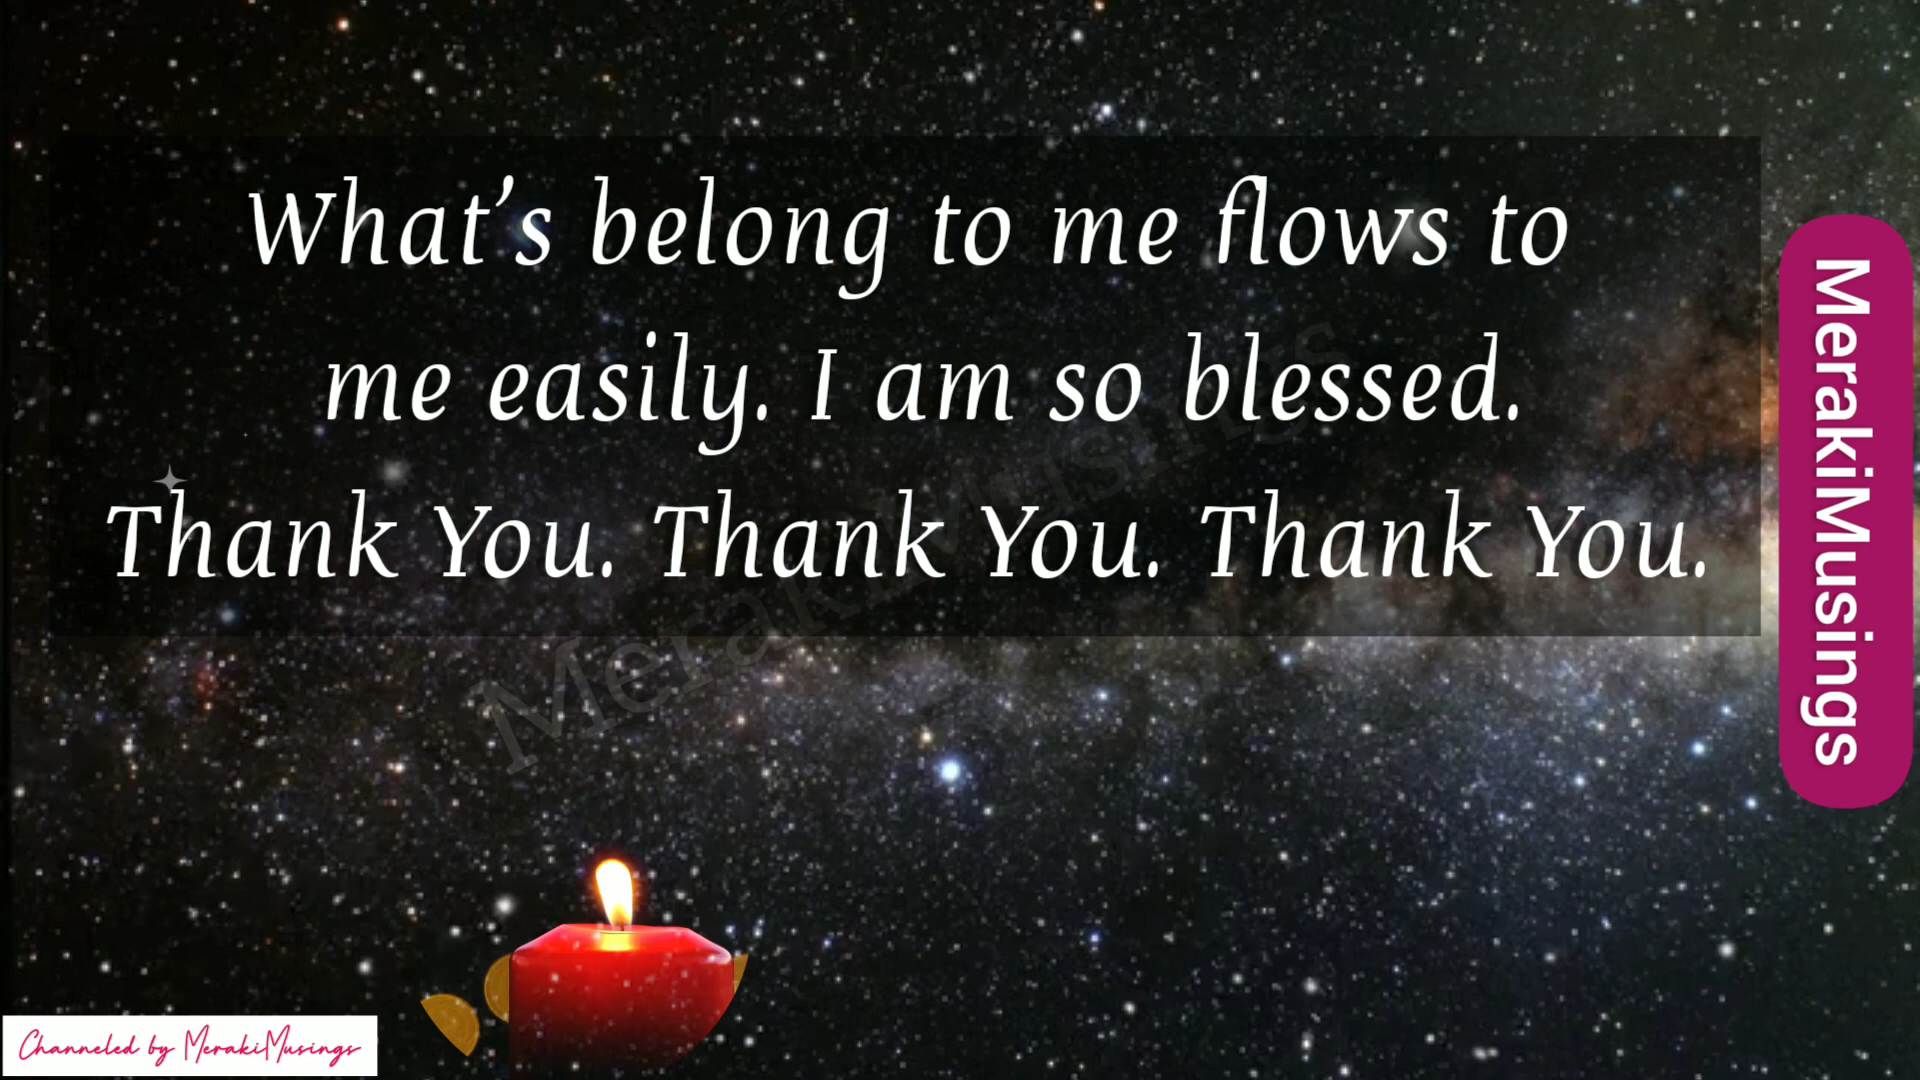 What’s belong to me flows to
me easily. I am so blessed.
Thank You. Thank You. Thank You.
MerakiMusings
MerakiMusings
Channeled by MerakiMusings